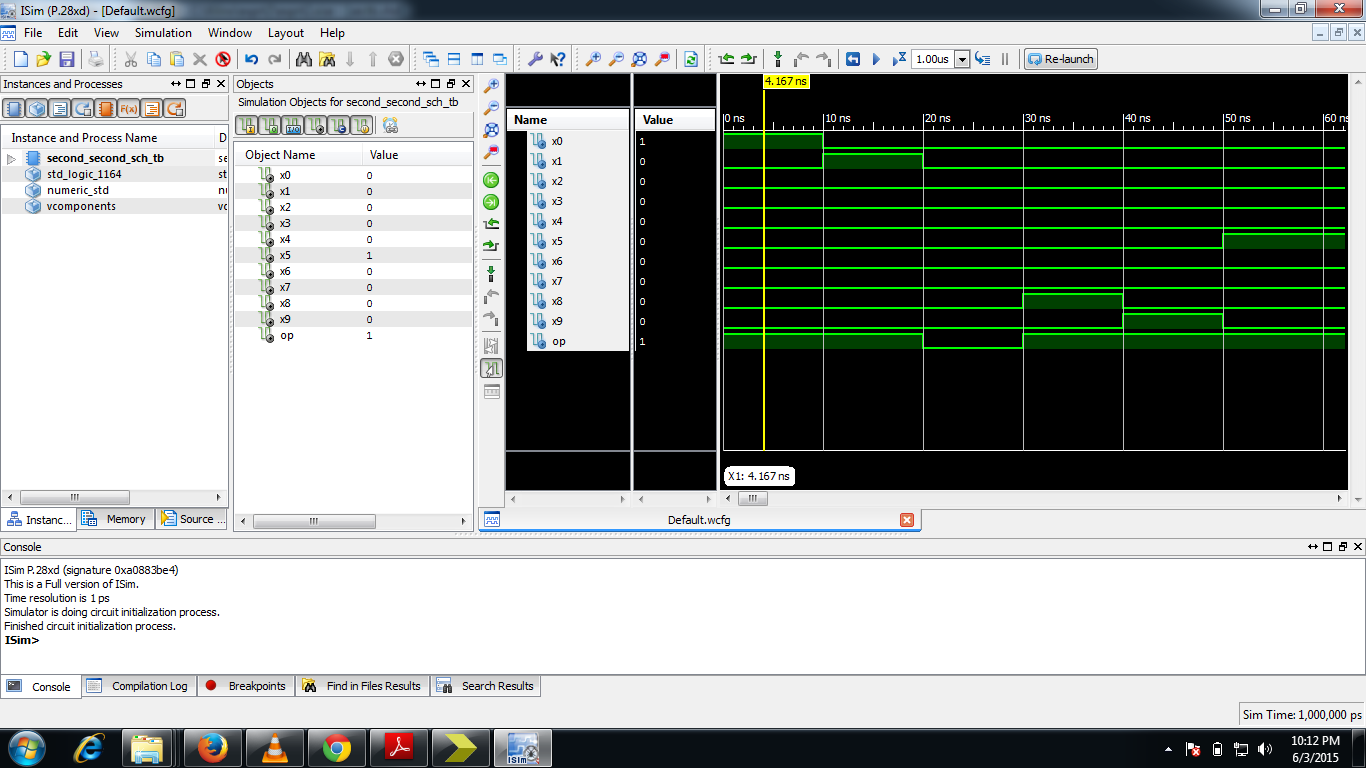 ISim (P.28xd) - [Default.wcfg]
File Edit View Simulation Window Layout Help
1.00us Re-launch
Instances and Processes
Instance and Process Name D
second_second_sch_tb se
std_logic_1164 st
numeric_std nu
vcomponents vc
Instanc... Memory Source ...
Objects
Simulation Objects for second_second_sch_tb
Object Name Value
x0 0
x1 0
x2 0
x3 0
x4 0
x5 1
x6 0
x7 0
x8 0
x9 0
op 1
4.167 ns
Name Value
0 ns 10 ns 20 ns 30 ns 40 ns 50 ns 60 ns
x0 1
x1 0
x2 0
x3 0
x4 0
x5 0
x6 0
x7 0
x8 0
x9 0
op 1
X1: 4.167 ns
Default.wcfg
Console
ISim P.28xd (signature 0xa0883be4)
This is a Full version of ISim.
Time resolution is 1 ps
Simulator is doing circuit initialization process.
Finished circuit initialization process.
ISim>
Console Compilation Log Breakpoints Find in Files Results Search Results
Sim Time: 1,000,000 ps
ISim
10:12 PM
6/3/2015